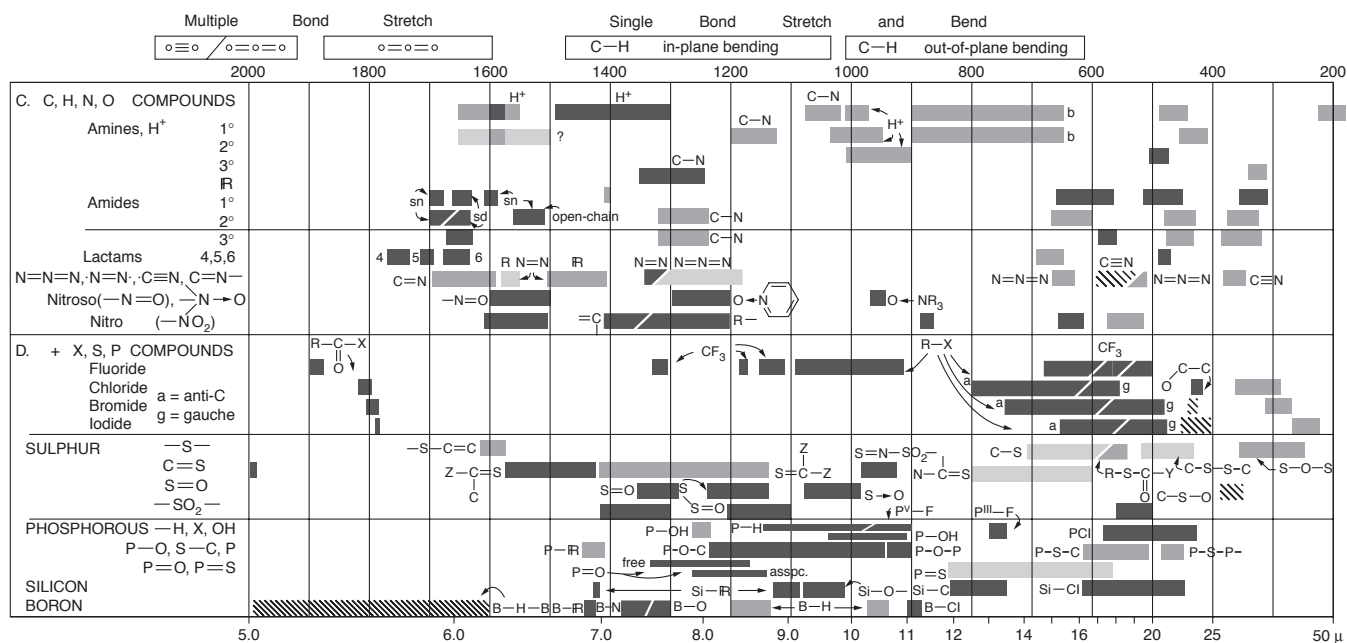 Multiple Bond Stretch Single Bond Stretch and Bend
o≡o / o=o=o o=o=o C—H in-plane bending C—H out-of-plane bending
2000 1800 1600 1400 1200 1000 800 600 400 200
C. C, H, N, O COMPOUNDS H+ H+ C—N b
Amines, H+ 1° ? C—N H+ b
2°
3° C—N
R
Amides 1° sn sn
2° sd open-chain C—N
3° C—N
Lactams 4,5,6 4 5 6 C≡N
N=N=N, ·N=N·, ·C≡N, C=N— C=N R N=N R N=N N=N=N N=N=N C≡N
Nitroso(—N=O), —N→O —N=O O←N O←NR3
Nitro (—NO2) =C R—
D. + X, S, P COMPOUNDS R—C—X O CF3 R—X CF3
Fluoride
Chloride a = anti-C a g O C—C
Bromide g = gauche a g
Iodide a g
SULPHUR —S— —S—C=C Z S=N—SO2— C—S
C=S Z C=S C S=C—Z N C=S R—S—C—Y O C—S—S—C S—O—S
S=O S=O S S=O S→O C—S—O
—SO2— Pv—F PIII—F
PHOSPHOROUS —H, X, OH P—OH P—H P—OH PCl
P—O, S—C, P P—R P—O—C P—O—P P—S—C P—S—P—
P=O, P=S P=O free asspc. P=S
SILICON Si—R Si—O— Si—C Si—Cl
BORON B—H—B B—R B—N B—O B—H B—Cl
5.0 6.0 7.0 8.0 9.0 10 11 12 14 16 20 25 50 μ